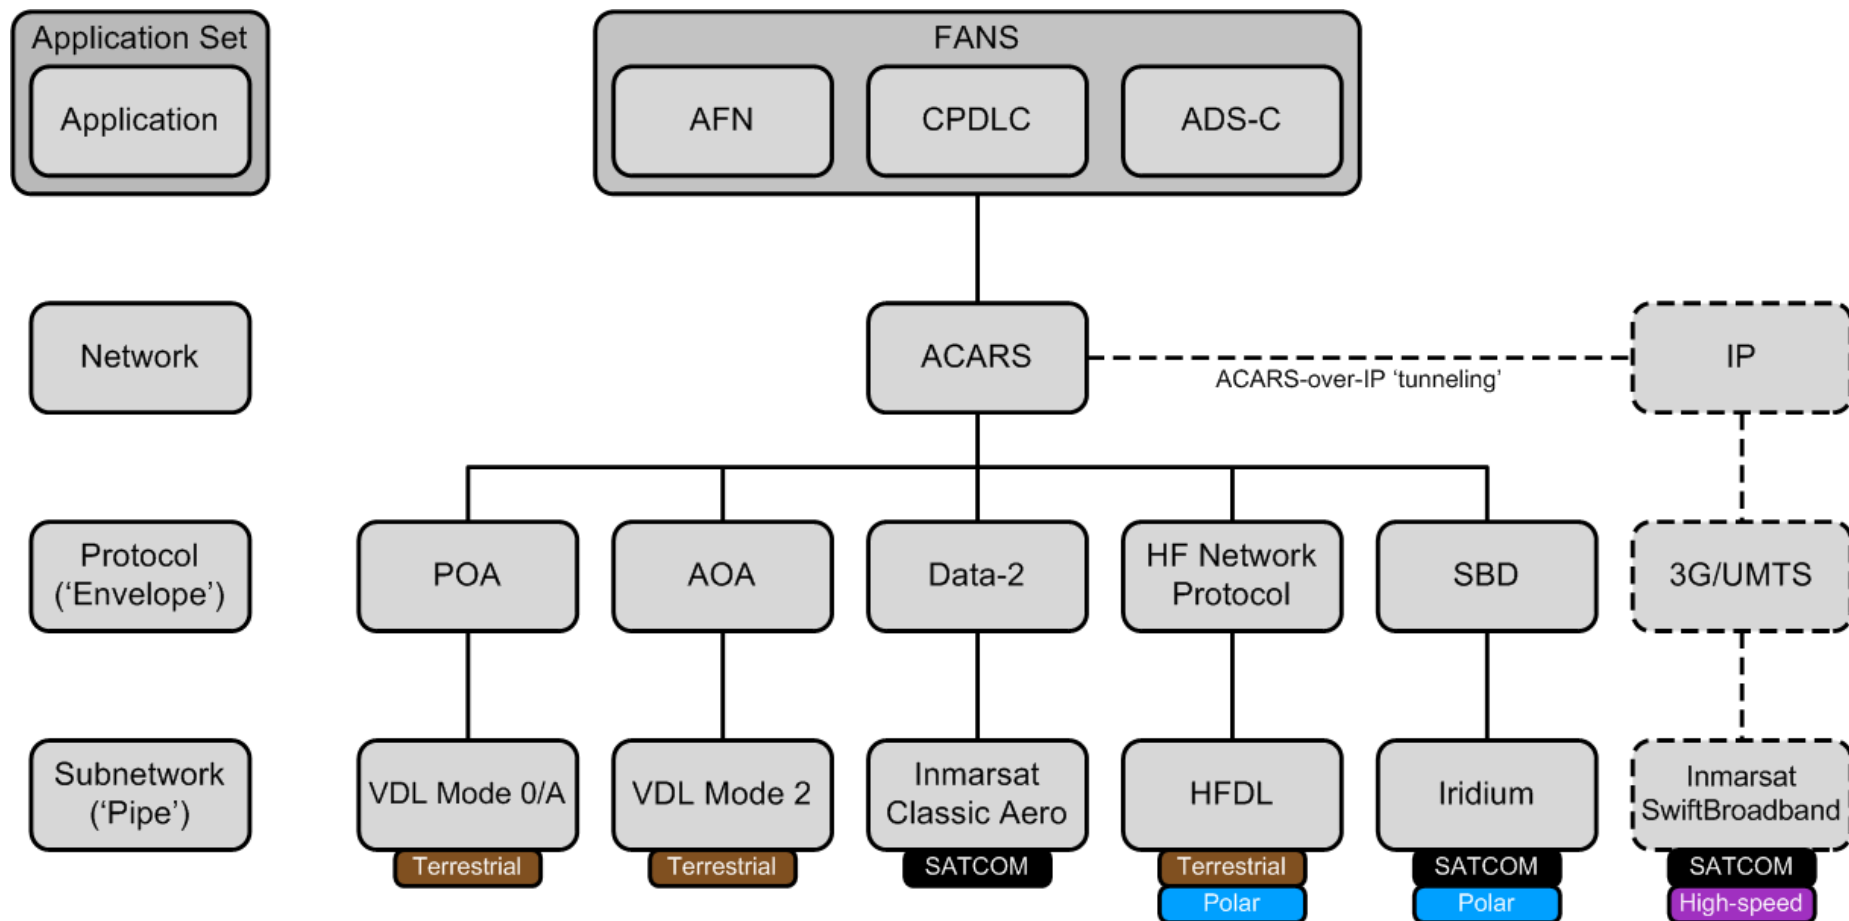 Application Set
FANS
Application
AFN
CPDLC
ADS-C
Network
ACARS
ACARS-over-IP ‘tunneling’
IP
Protocol
(‘Envelope’)
POA
AOA
Data-2
HF Network
Protocol
SBD
3G/UMTS
Subnetwork
(‘Pipe’)
VDL Mode 0/A
VDL Mode 2
Inmarsat
Classic Aero
HFDL
Iridium
Inmarsat
SwiftBroadband
Terrestrial
Terrestrial
SATCOM
Terrestrial
Polar
SATCOM
Polar
SATCOM
High-speed